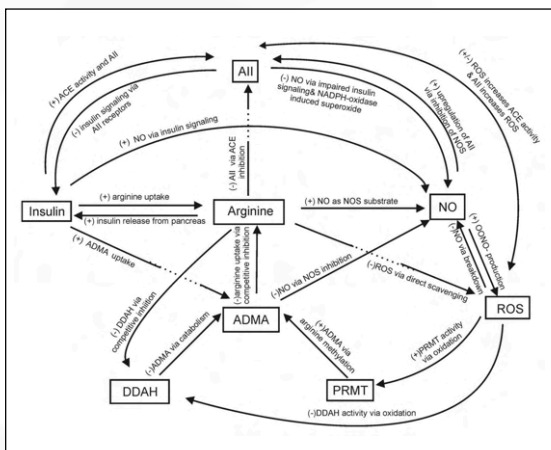 AII
(+) ACE activity and AII
(-) insulin signaling via
AII receptors
(-) NO via impaired insulin
signaling& NADPH-oxidase
induced superoxide
(+) upregulation of AII
via inhibition of NOS
(+/-) ROS increases ACE activity
& AII increases ROS
(+) NO via insulin signaling
(-) AII via ACE
inhibition
Insulin
(+) arginine uptake
(+) insulin release from pancreas
Arginine
(+) NO as NOS substrate
NO
(+) ADMA uptake
(-)arginine uptake via
competitive inhibition
(-)NO via NOS inhibition
(-)ROS via direct scavenging
(-)NO via breakdown
(+) OONO- production
ROS
(-) DDAH via
competitive inhibition
(-)ADMA via catabolism
ADMA
(+)ADMA via
arginine methylation
(+)PRMT activity
via oxidation
DDAH
PRMT
(-)DDAH activity via oxidation